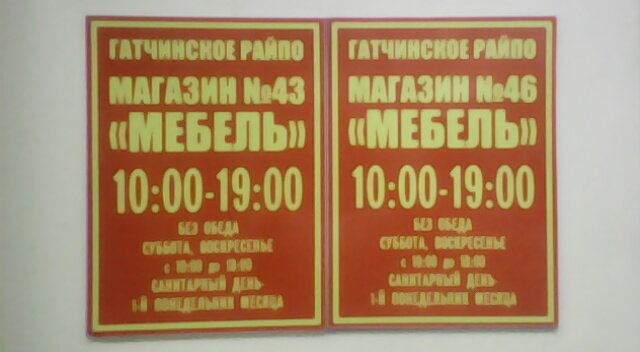 ГАТЧИНСКОЕ РАЙПО
МАГАЗИН №43
«МЕБЕЛЬ»
10:00-19:00
БЕЗ ОБЕДА
СУББОТА, ВОСКРЕСЕНЬЕ
с 10:00 до 18:00
САНИТАРНЫЙ ДЕНЬ-
1-Й ПОНЕДЕЛЬНИК МЕСЯЦА
ГАТЧИНСКОЕ РАЙПО
МАГАЗИН №46
«МЕБЕЛЬ»
10:00-19:00
БЕЗ ОБЕДА
СУББОТА, ВОСКРЕСЕНЬЕ
с 10:00 до 18:00
САНИТАРНЫЙ ДЕНЬ-
1-Й ПОНЕДЕЛЬНИК МЕСЯЦА